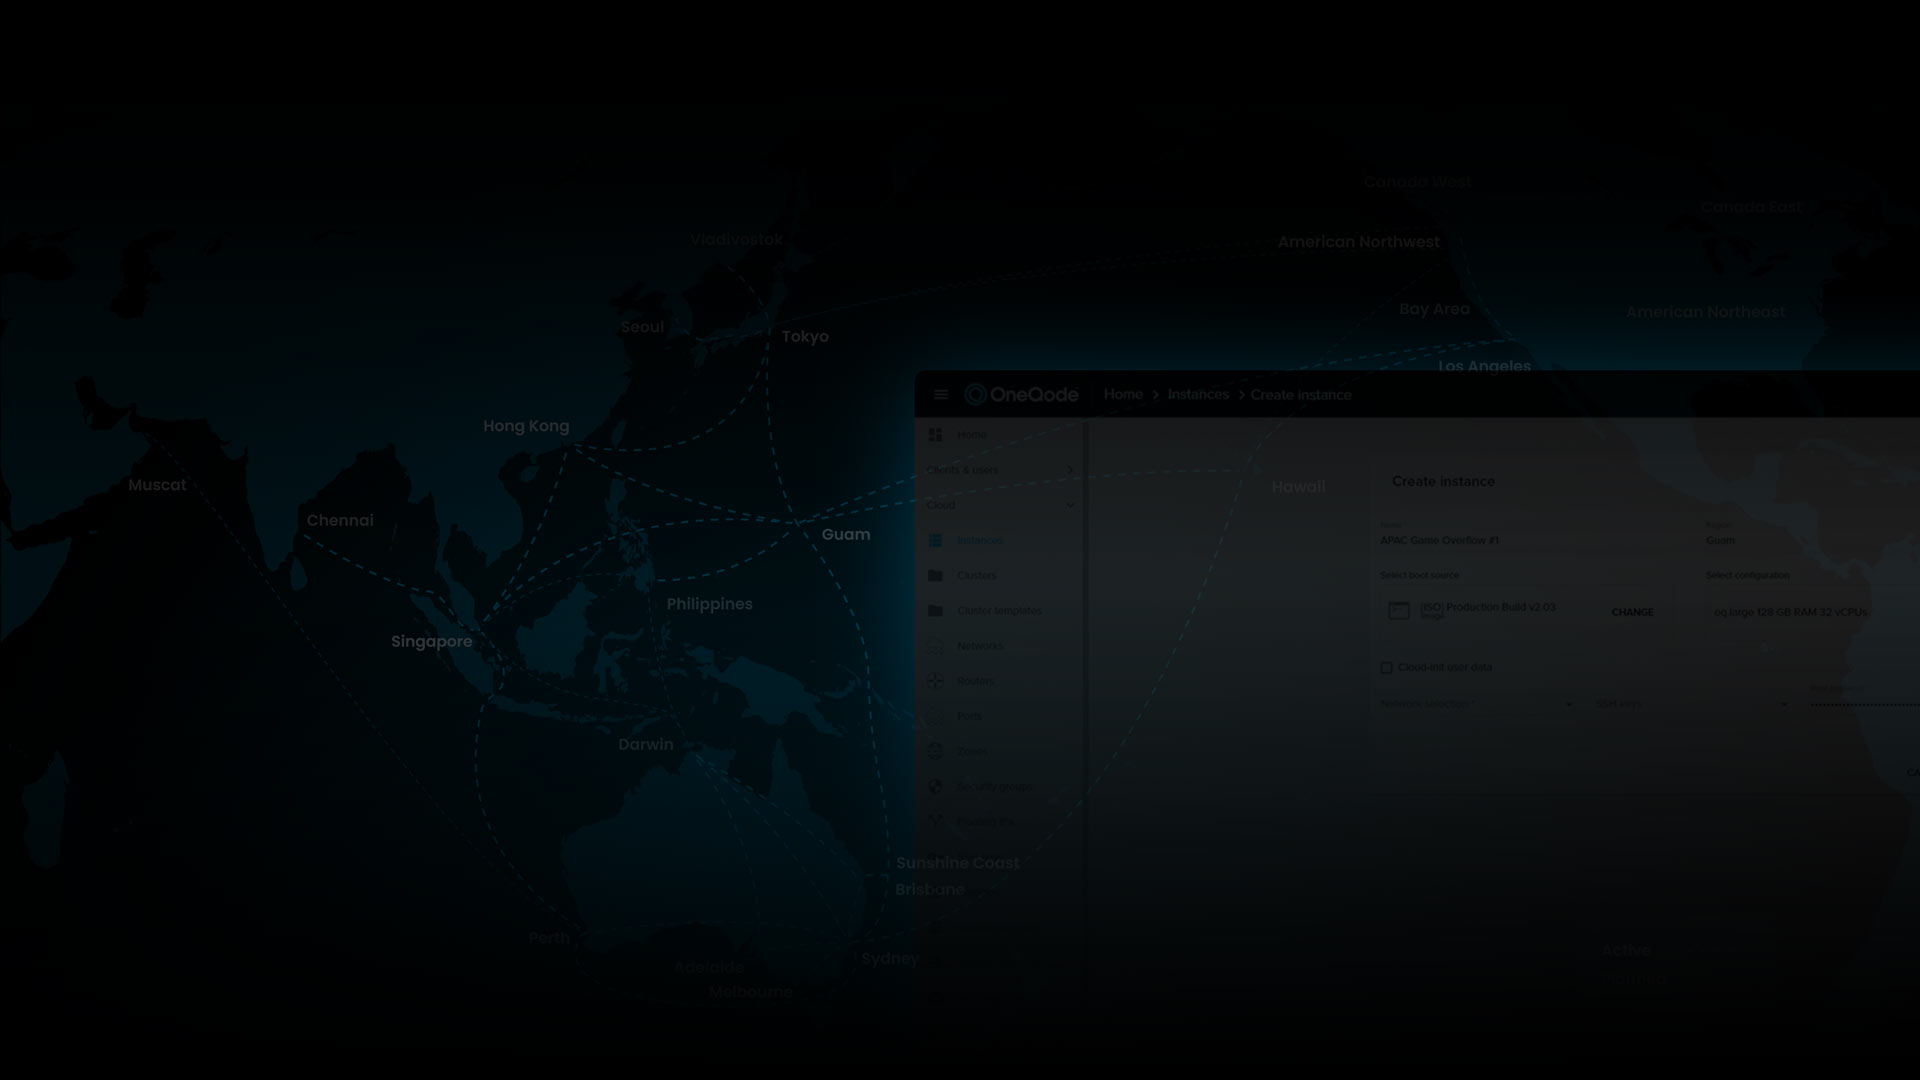 Canada West
Canada East
Vladivostok
American Northwest
Bay Area
American Northeast
Seoul
Tokyo
Los Angeles
Hong Kong
Muscat
Chennai
Guam
Hawaii
Philippines
Singapore
Darwin
Sunshine Coast
Brisbane
Perth
Sydney
Adelaide
Melbourne
OneQode
Home > Instances > Create instance
Home
Clients & users
Cloud
Instances
Clusters
Cluster templates
Networks
Routers
Ports
Zones
Security groups
Floating IPs
Create instance
Name *
APAC Game Overflow #1
Region
Guam
Select boot source
Select configuration
[ISO] Production Build v2.03
Image
CHANGE
oq.large 128 GB RAM 32 vCPUs
Cloud-init user data
Network selection *
SSH keys
Active
Planned